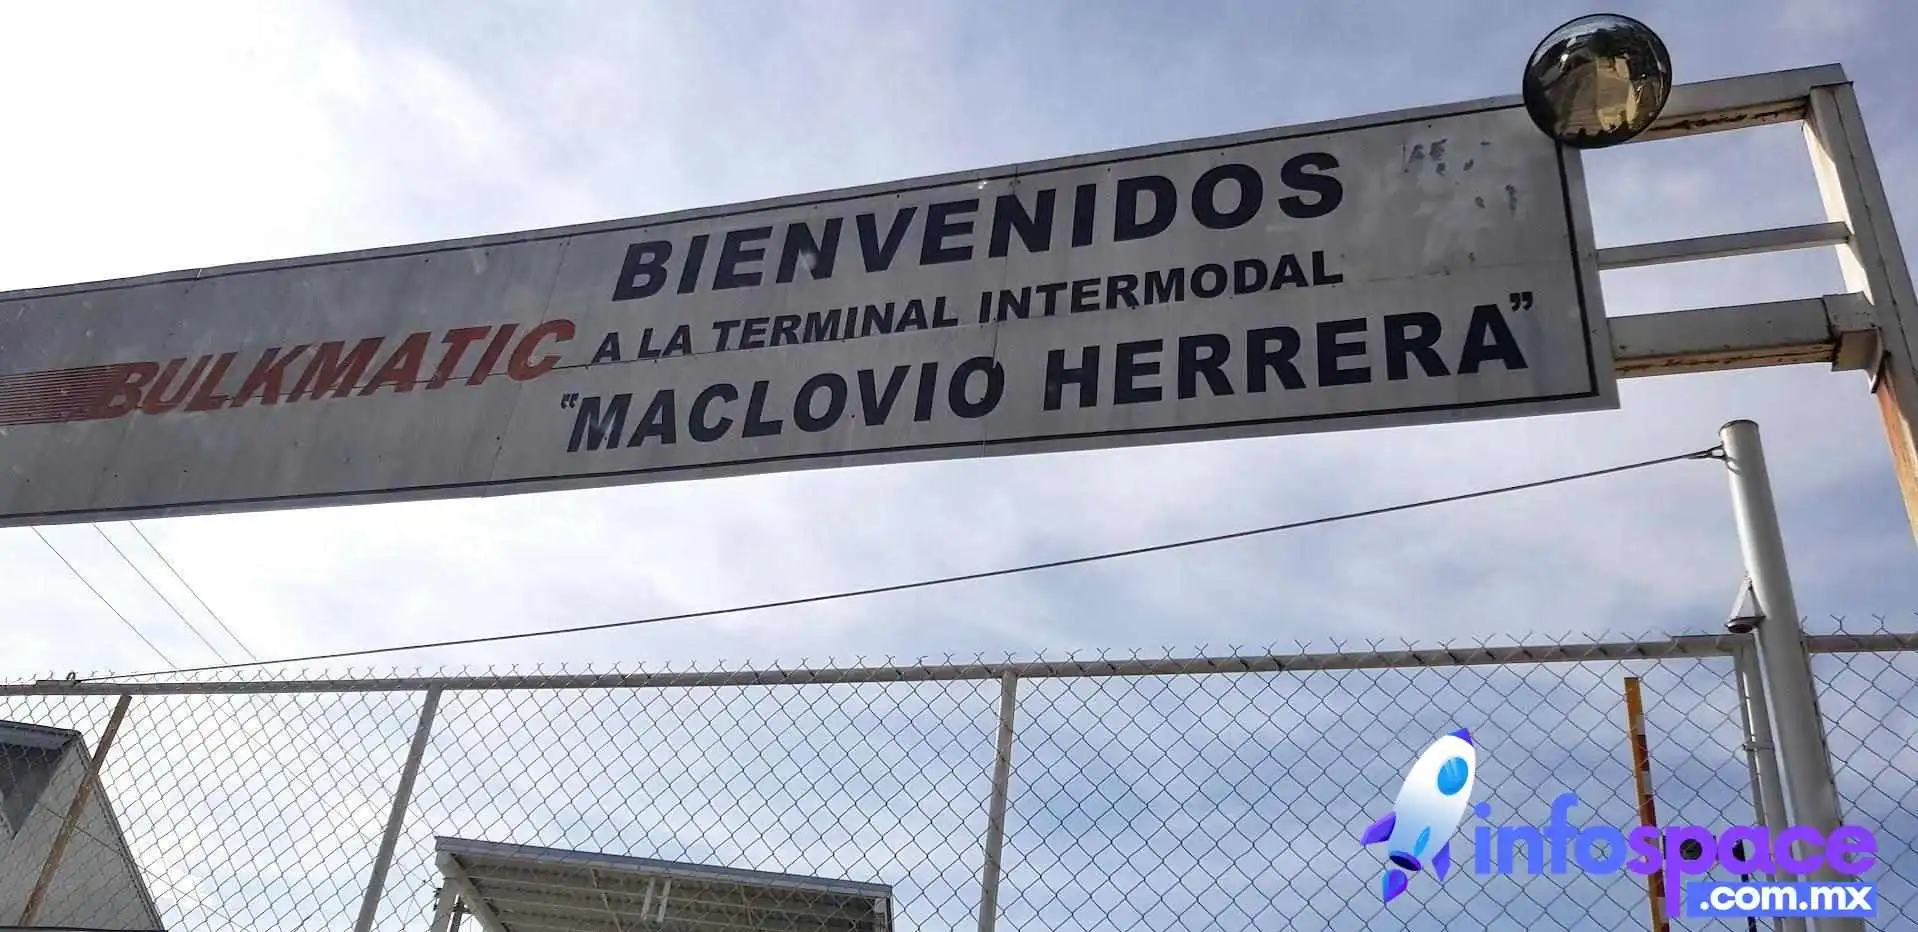 BULKMATIC
BIENVENIDOS
A LA TERMINAL INTERMODAL
"MACLOVIO HERRERA"
infospace
.com.mx